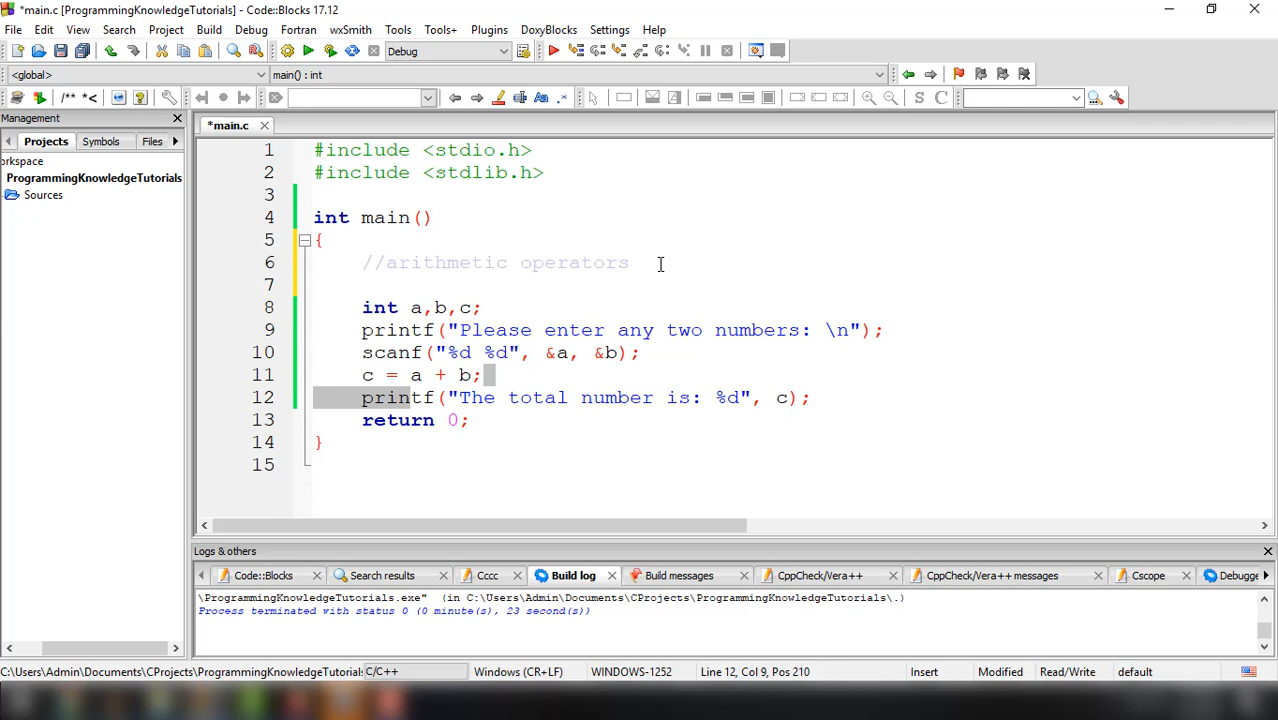 *main.c [ProgrammingKnowledgeTutorials] - Code::Blocks 17.12
File Edit View Search Project Build Debug Fortran wxSmith Tools Tools+ Plugins DoxyBlocks Settings Help
Debug
<global> main() : int
/** *< Aa .* S C
Management
*main.c
Projects Symbols Files
orkspace
ProgrammingKnowledgeTutorials
Sources
1 #include <stdio.h>
2 #include <stdlib.h>
3
4 int main()
5 {
6 //arithmetic operators
7
8 int a,b,c;
9 printf("Please enter any two numbers: \n");
10 scanf("%d %d", &a, &b);
11 c = a + b;
12 printf("The total number is: %d", c);
13 return 0;
14 }
15
Logs & others
Code::Blocks Search results Cccc Build log Build messages CppCheck/Vera++ CppCheck/Vera++ messages Cscope Debugge
\ProgrammingKnowledgeTutorials.exe" (in C:\Users\Admin\Documents\CProjects\ProgrammingKnowledgeTutorials\.)
Process terminated with status 0 (0 minute(s), 23 second(s))
C:\Users\Admin\Documents\CProjects\ProgrammingKnowledgeTutorials C/C++ Windows (CR+LF) WINDOWS-1252 Line 12, Col 9, Pos 210 Insert Modified Read/Write default